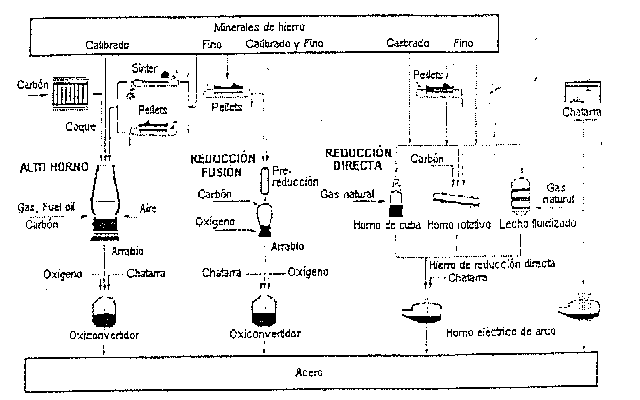 Minerales de hierro
Calibrado Fino Calibrado y Fino Calibrado Fino
Carbón
Sinter
Pellets
Pellets
Pellets
Chatarra
Coque
ALTO HORNO
REDUCCIÓN
FUSION
Pre-
reducción
REDUCCIÓN
DIRECTA
Carbón
Gas, Fuel oil
Carbón
Aire
Carbón
Oxígeno
Gas natural
Gas
natural
Horno de cuba Horno rotativo Lecho fluidizado
Arrabio
Arrabio
Hierro de reducción directa
Chatarra
Oxígeno Chatarra
Chatarra Oxígeno
Oxiconvertidor
Oxiconvertidor
Horno eléctrico de arco
Acero